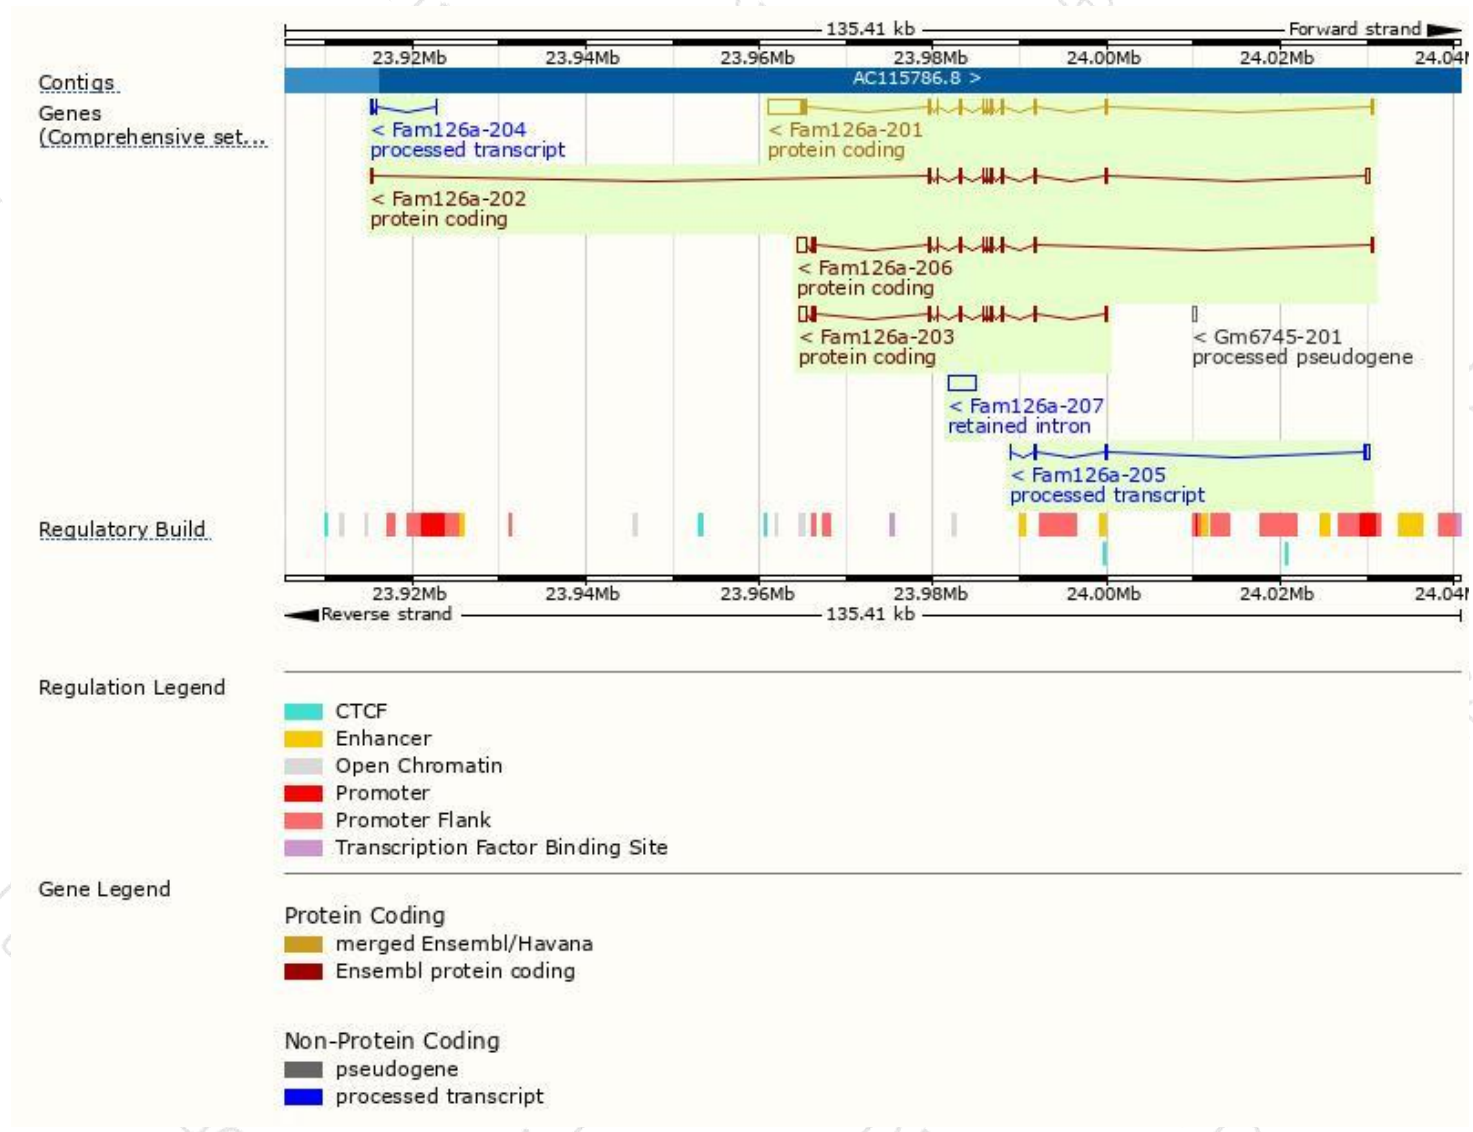 135.41 kb
Forward strand
23.92Mb 23.94Mb 23.96Mb 23.98Mb 24.00Mb 24.02Mb 24.04M
Contigs
AC115786.8 >
Genes
(Comprehensive set...
< Fam126a-204
processed transcript
< Fam126a-201
protein coding
< Fam126a-202
protein coding
< Fam126a-206
protein coding
< Fam126a-203
protein coding
< Gm6745-201
processed pseudogene
< Fam126a-207
retained intron
< Fam126a-205
processed transcript
Regulatory Build
23.92Mb 23.94Mb 23.96Mb 23.98Mb 24.00Mb 24.02Mb 24.04M
Reverse strand
135.41 kb
Regulation Legend
CTCF
Enhancer
Open Chromatin
Promoter
Promoter Flank
Transcription Factor Binding Site
Gene Legend
Protein Coding
merged Ensembl/Havana
Ensembl protein coding
Non-Protein Coding
pseudogene
processed transcript